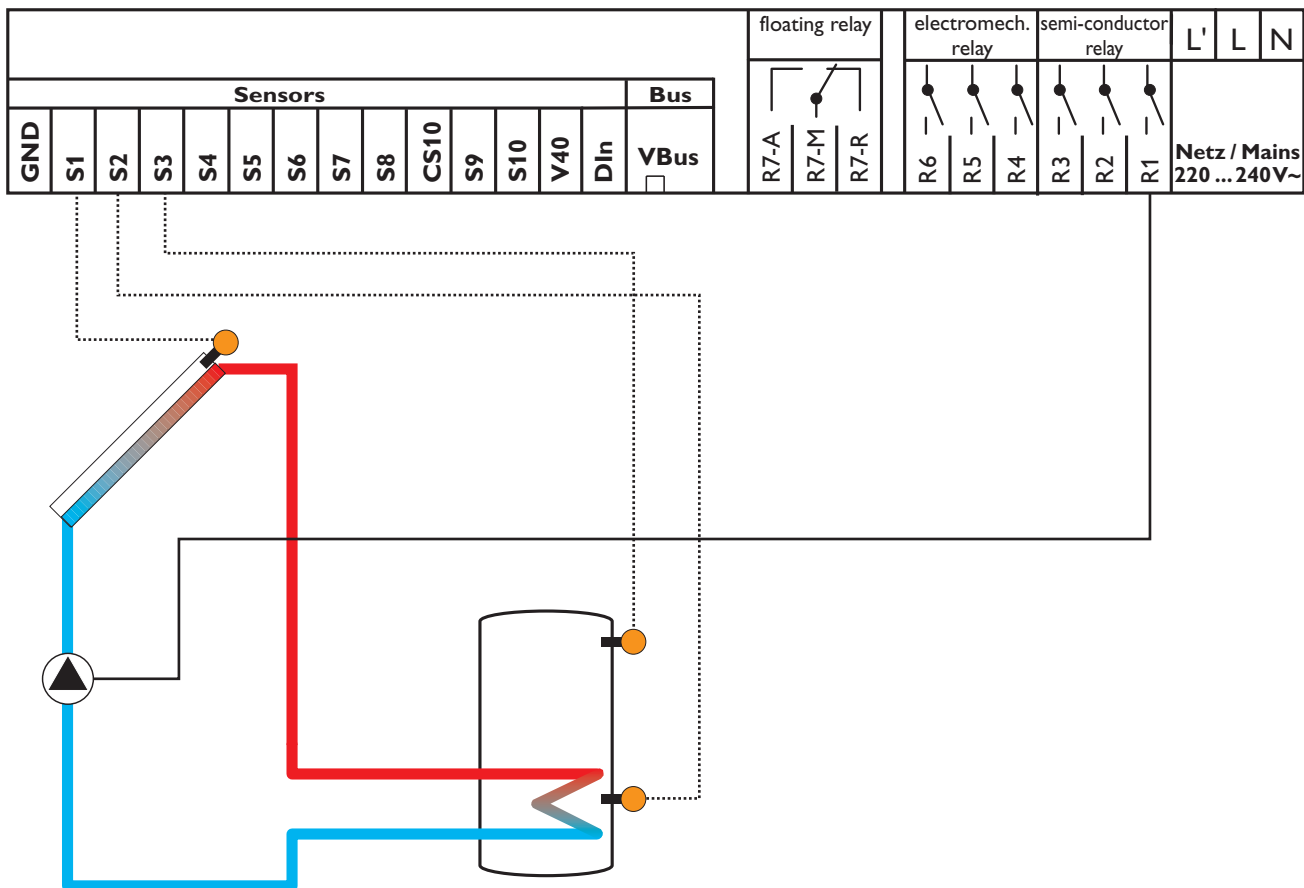 floating relay
electromech.
relay
semi-conductor
relay
L' L N
Sensors
Bus
GND S1 S2 S3 S4 S5 S6 S7 S8 CS10 S9 S10 V40 DIn
VBus
R7-A R7-M R7-R
R6 R5 R4 R3 R2 R1
Netz / Mains
220 ... 240 V~